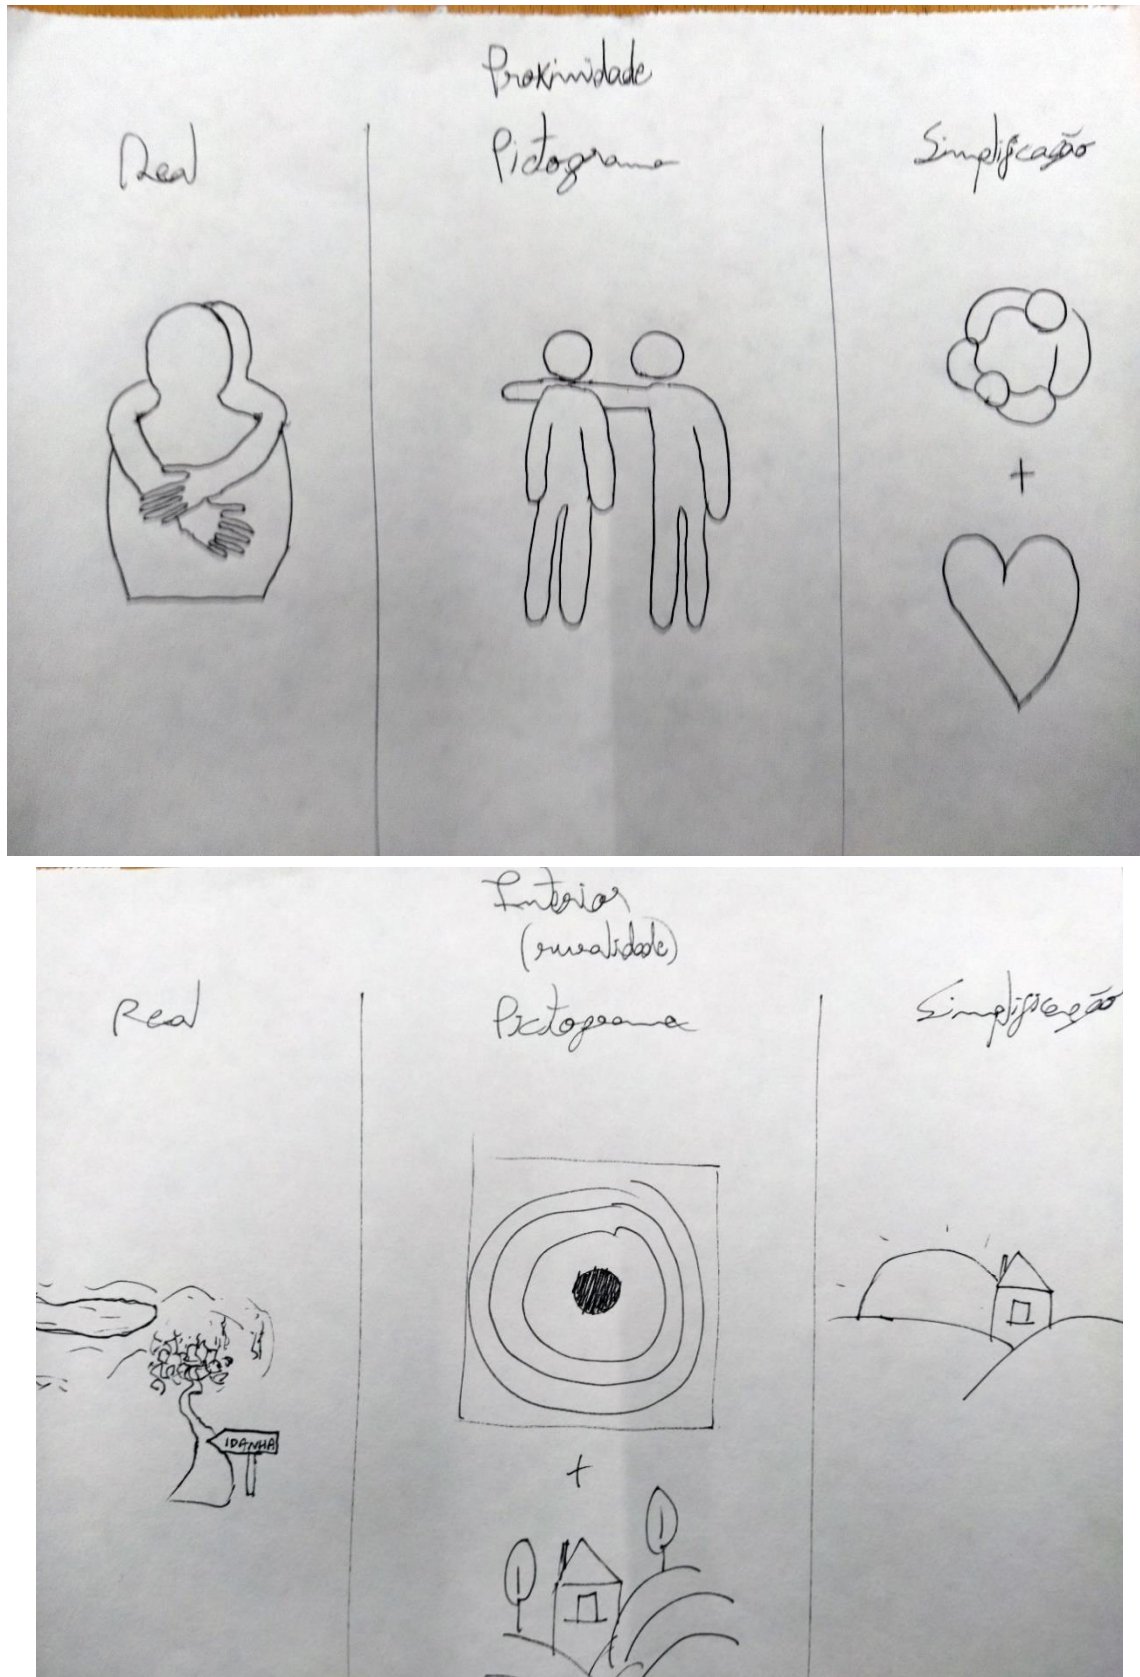 Proximidade
Real
Pictograma
Simplificação
+
Interior
(ruralidade)
Real
Pictograma
Simplificação
IDANHA
+